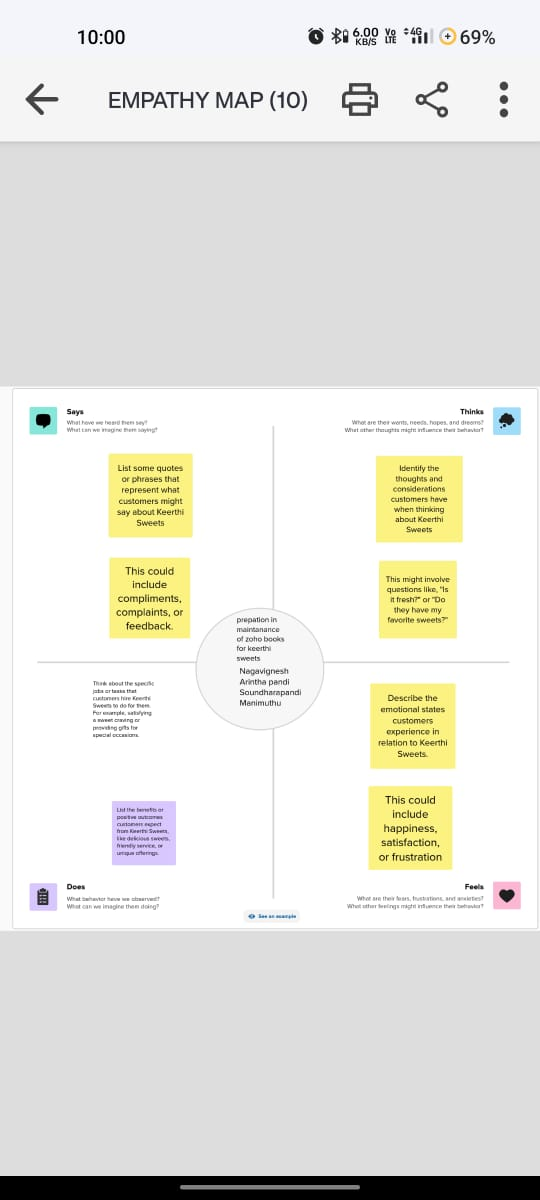 10:00
6.00 KB/S
Vo LTE
4G
69%
EMPATHY MAP (10)
Says
What have we heard them say?
What can we imagine them saying?
Thinks
What are their wants, needs, hopes, and dreams?
What other thoughts might influence their behavior?
List some quotes
or phrases that
represent what
customers might
say about Keerthi
Sweets
Identify the
thoughts and
considerations
customers have
when thinking
about Keerthi
Sweets
This could
include
compliments,
complaints, or
feedback.
This might involve
questions like, "Is
it fresh?" or "Do
they have my
favorite sweets?"
prepation in
maintanance
of zoho books
for keerthi
sweets
Nagavignesh
Arintha pandi
Soundharapandi
Manimuthu
Think about the specific
jobs or tasks that
customers hire Keerthi
Sweets to do for them.
For example, satisfying
a sweet craving or
providing gifts for
special occasions.
Describe the
emotional states
customers
experience in
relation to Keerthi
Sweets.
List the benefits or
positive outcomes
customers expect
from Keerthi Sweets,
like delicious sweets,
friendly service, or
unique offerings.
This could
include
happiness,
satisfaction,
or frustration
Does
What behavior have we observed?
What can we imagine them doing?
Feels
What are their fears, frustrations, and anxieties?
What other feelings might influence their behavior?
See an example